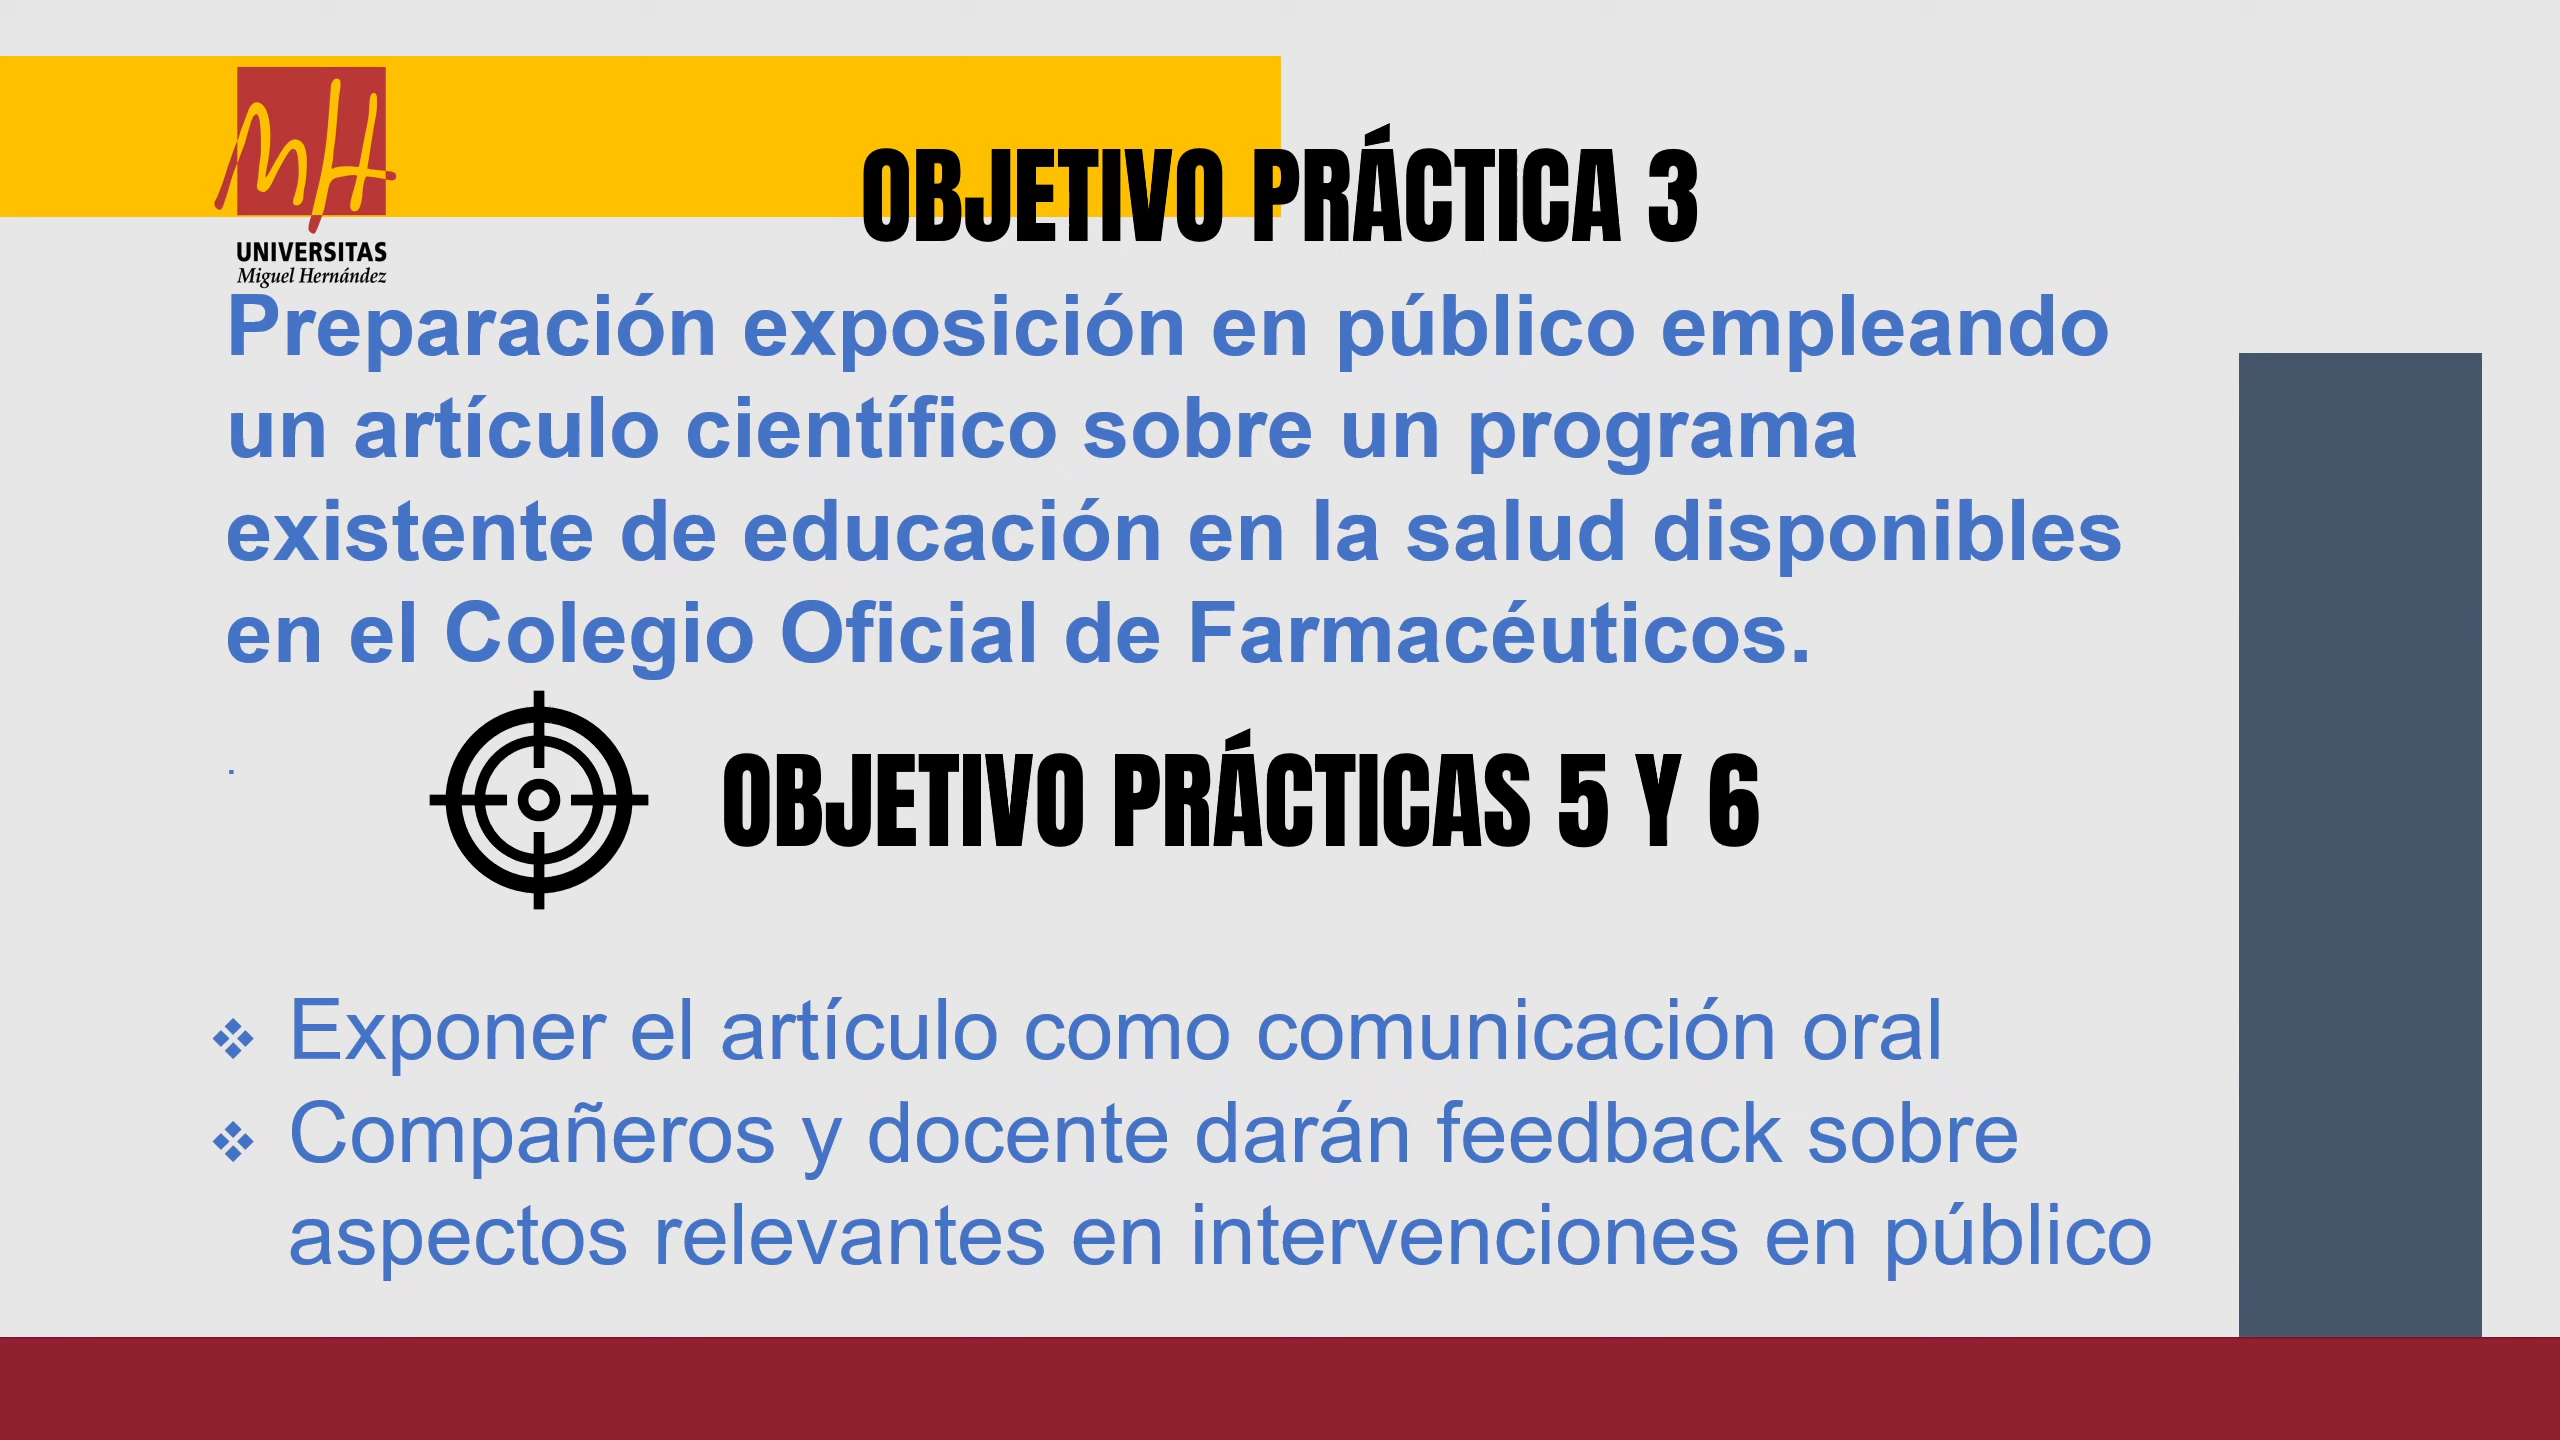 OBJETIVO PRÁCTICA 3
UNIVERSITAS
Miguel Hernández
Preparación exposición en público empleando
un artículo científico sobre un programa
existente de educación en la salud disponibles
en el Colegio Oficial de Farmacéuticos.
.
OBJETIVO PRÁCTICAS 5 Y 6
❖ Exponer el artículo como comunicación oral
❖ Compañeros y docente darán feedback sobre
aspectos relevantes en intervenciones en público